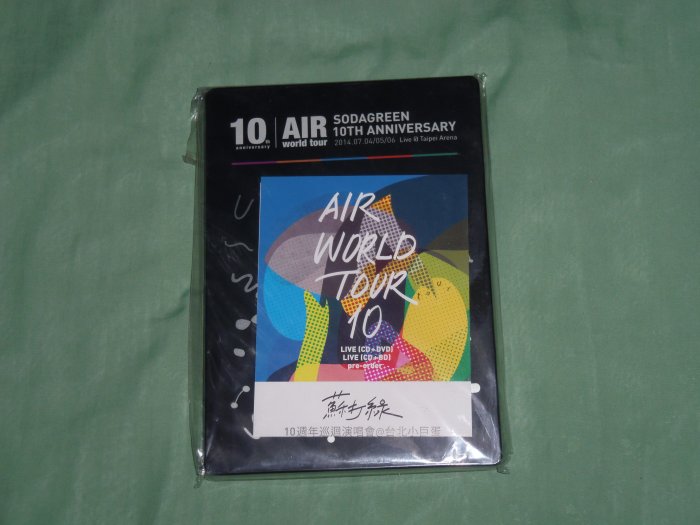 10th anniversary
AIR world tour
SODAGREEN
10TH ANNIVERSARY
2014.07.04/05/06 Live @ Taipei Arena
AIR
WORLD
TOUR
10
LIVE (CD+DVD)
LIVE (CD+BD)
pre-order
蘇打綠
10週年巡迴演唱會@台北小巨蛋